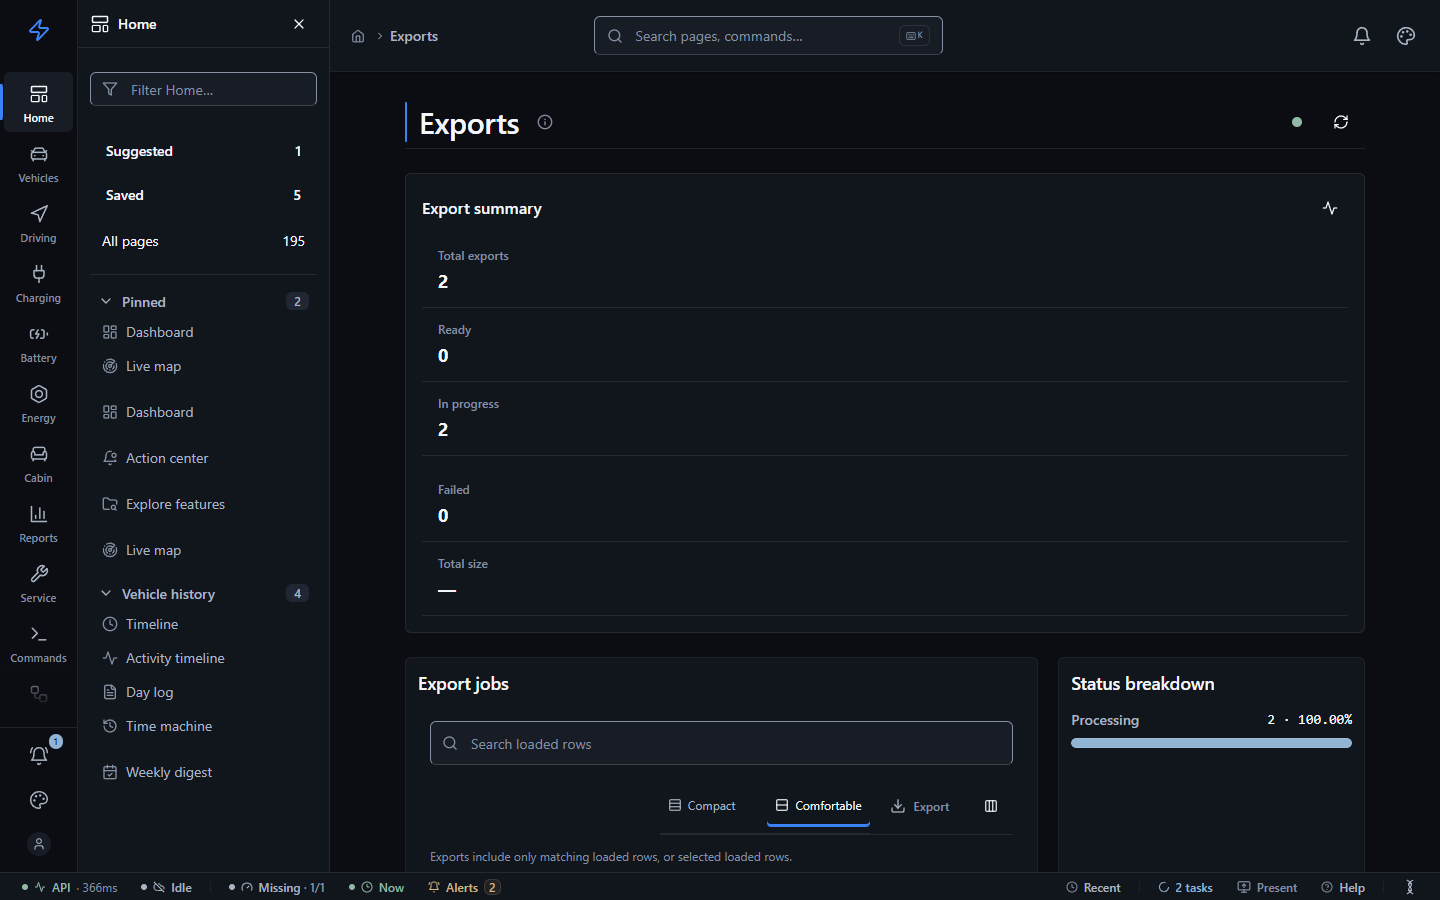 Home
Exports
Search pages, commands...
K
Home
Vehicles
Driving
Charging
Battery
Energy
Cabin
Reports
Service
Commands
1
Filter Home...
Suggested 1
Saved 5
All pages 195
Pinned 2
Dashboard
Live map
Dashboard
Action center
Explore features
Live map
Vehicle history 4
Timeline
Activity timeline
Day log
Time machine
Weekly digest
Exports
Export summary
Total exports
2
Ready
0
In progress
2
Failed
0
Total size
—
Export jobs
Search loaded rows
Compact Comfortable Export
Exports include only matching loaded rows, or selected loaded rows.
Status breakdown
Processing 2 · 100.00%
API · 366ms Idle Missing · 1/1 Now Alerts 2 Recent 2 tasks Present Help